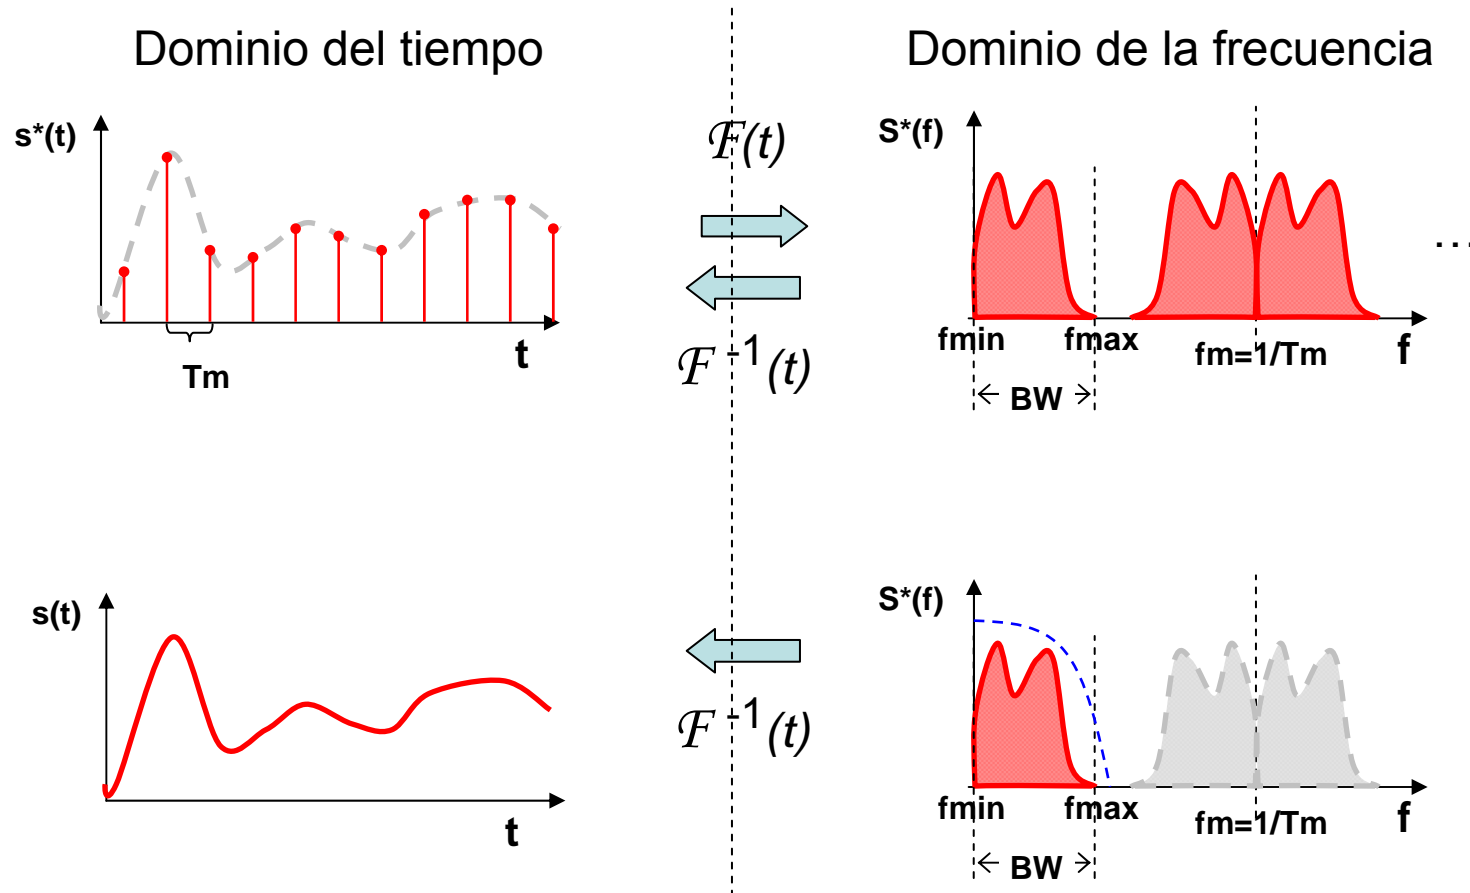 Dominio del tiempo
Dominio de la frecuencia
s*(t)
ℱ(t)
S*(f)
...
Tm
t
ℱ -1(t)
fmin
fmax
fm=1/Tm
f
BW
s(t)
S*(f)
t
ℱ -1(t)
fmin
fmax
fm=1/Tm
f
BW